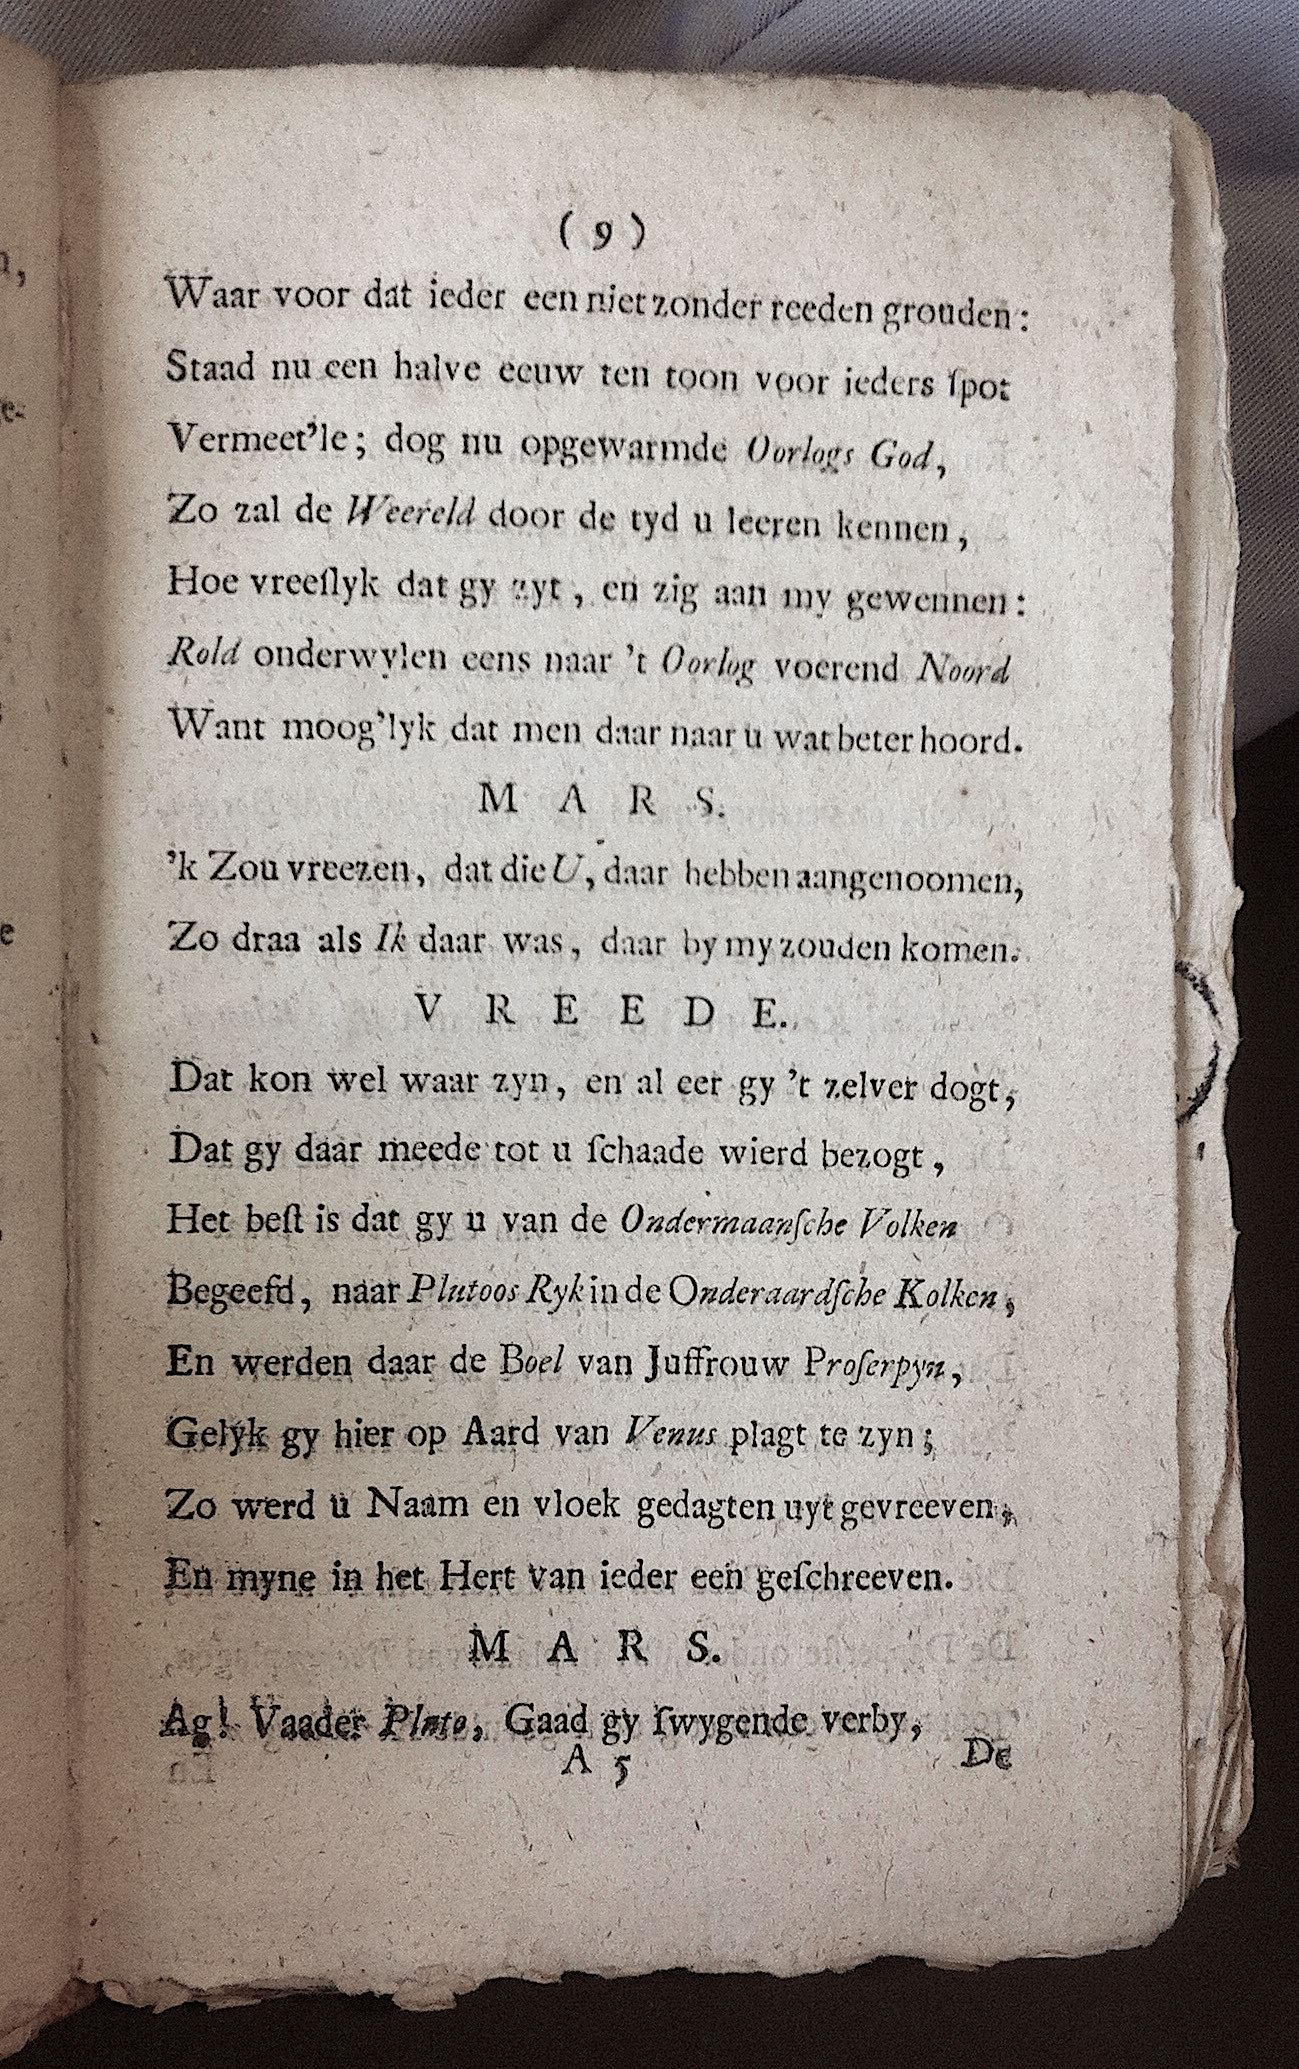 ( 9 )
Waar voor dat ieder een niet zonder reeden grouden:
Staad nu een halve eeuw ten toon voor ieders ſpot
Vermeet'le; dog nu opgewarmde Oorlogs God,
Zo zal de Weereld door de tyd u leeren kennen,
Hoe vreeſlyk dat gy zyt, en zig aan my gewennen:
Rold onderwylen eens naar 't Oorlog voerend Noord
Want moog'lyk dat men daar naar u wat beter hoord.
M A R S.
'k Zou vreezen, dat die U, daar hebben aangenoomen,
Zo draa als Ik daar was, daar by my zouden komen.
V R E E D E.
Dat kon wel waar zyn, en al eer gy 't zelver dogt,
Dat gy daar meede tot u ſchaade wierd bezogt,
Het beſt is dat gy u van de Ondermaanſche Volken
Begeefd, naar Plutoos Ryk in de Onderaardſche Kolken,
En werden daar de Boel van Juffrouw Proſerpyn,
Gelyk gy hier op Aard van Venus plagt te zyn;
Zo werd u Naam en vloek gedagten uyt gevreeven,
En myne in het Hert van ieder een geſchreeven.
M A R S.
Ag! Vaader Pluto, Gaad gy ſwygende verby,
A 5 De